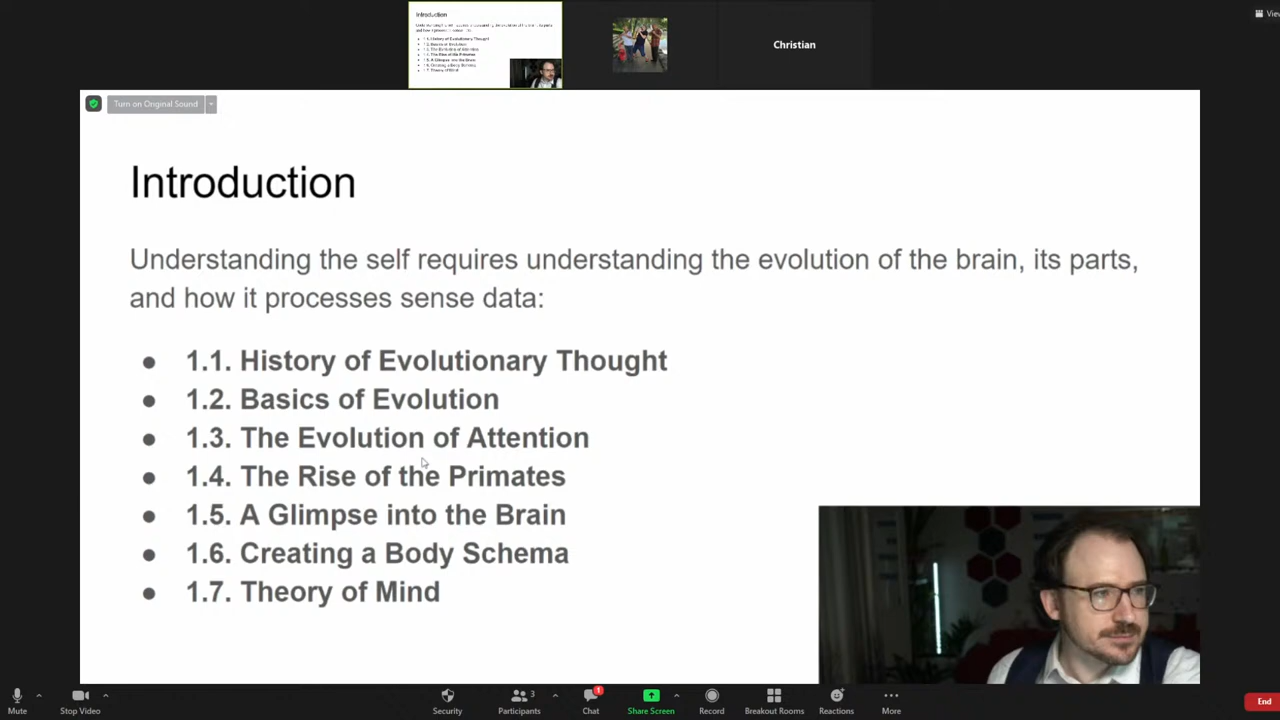 Introduction
Christian
View
Turn on Original Sound
Introduction
Understanding the self requires understanding the evolution of the brain, its parts,
and how it processes sense data:
● 1.1. History of Evolutionary Thought
● 1.2. Basics of Evolution
● 1.3. The Evolution of Attention
● 1.4. The Rise of the Primates
● 1.5. A Glimpse into the Brain
● 1.6. Creating a Body Schema
● 1.7. Theory of Mind
Mute
Stop Video
Security
Participants 3
Chat 1
Share Screen
Record
Breakout Rooms
Reactions
More
End